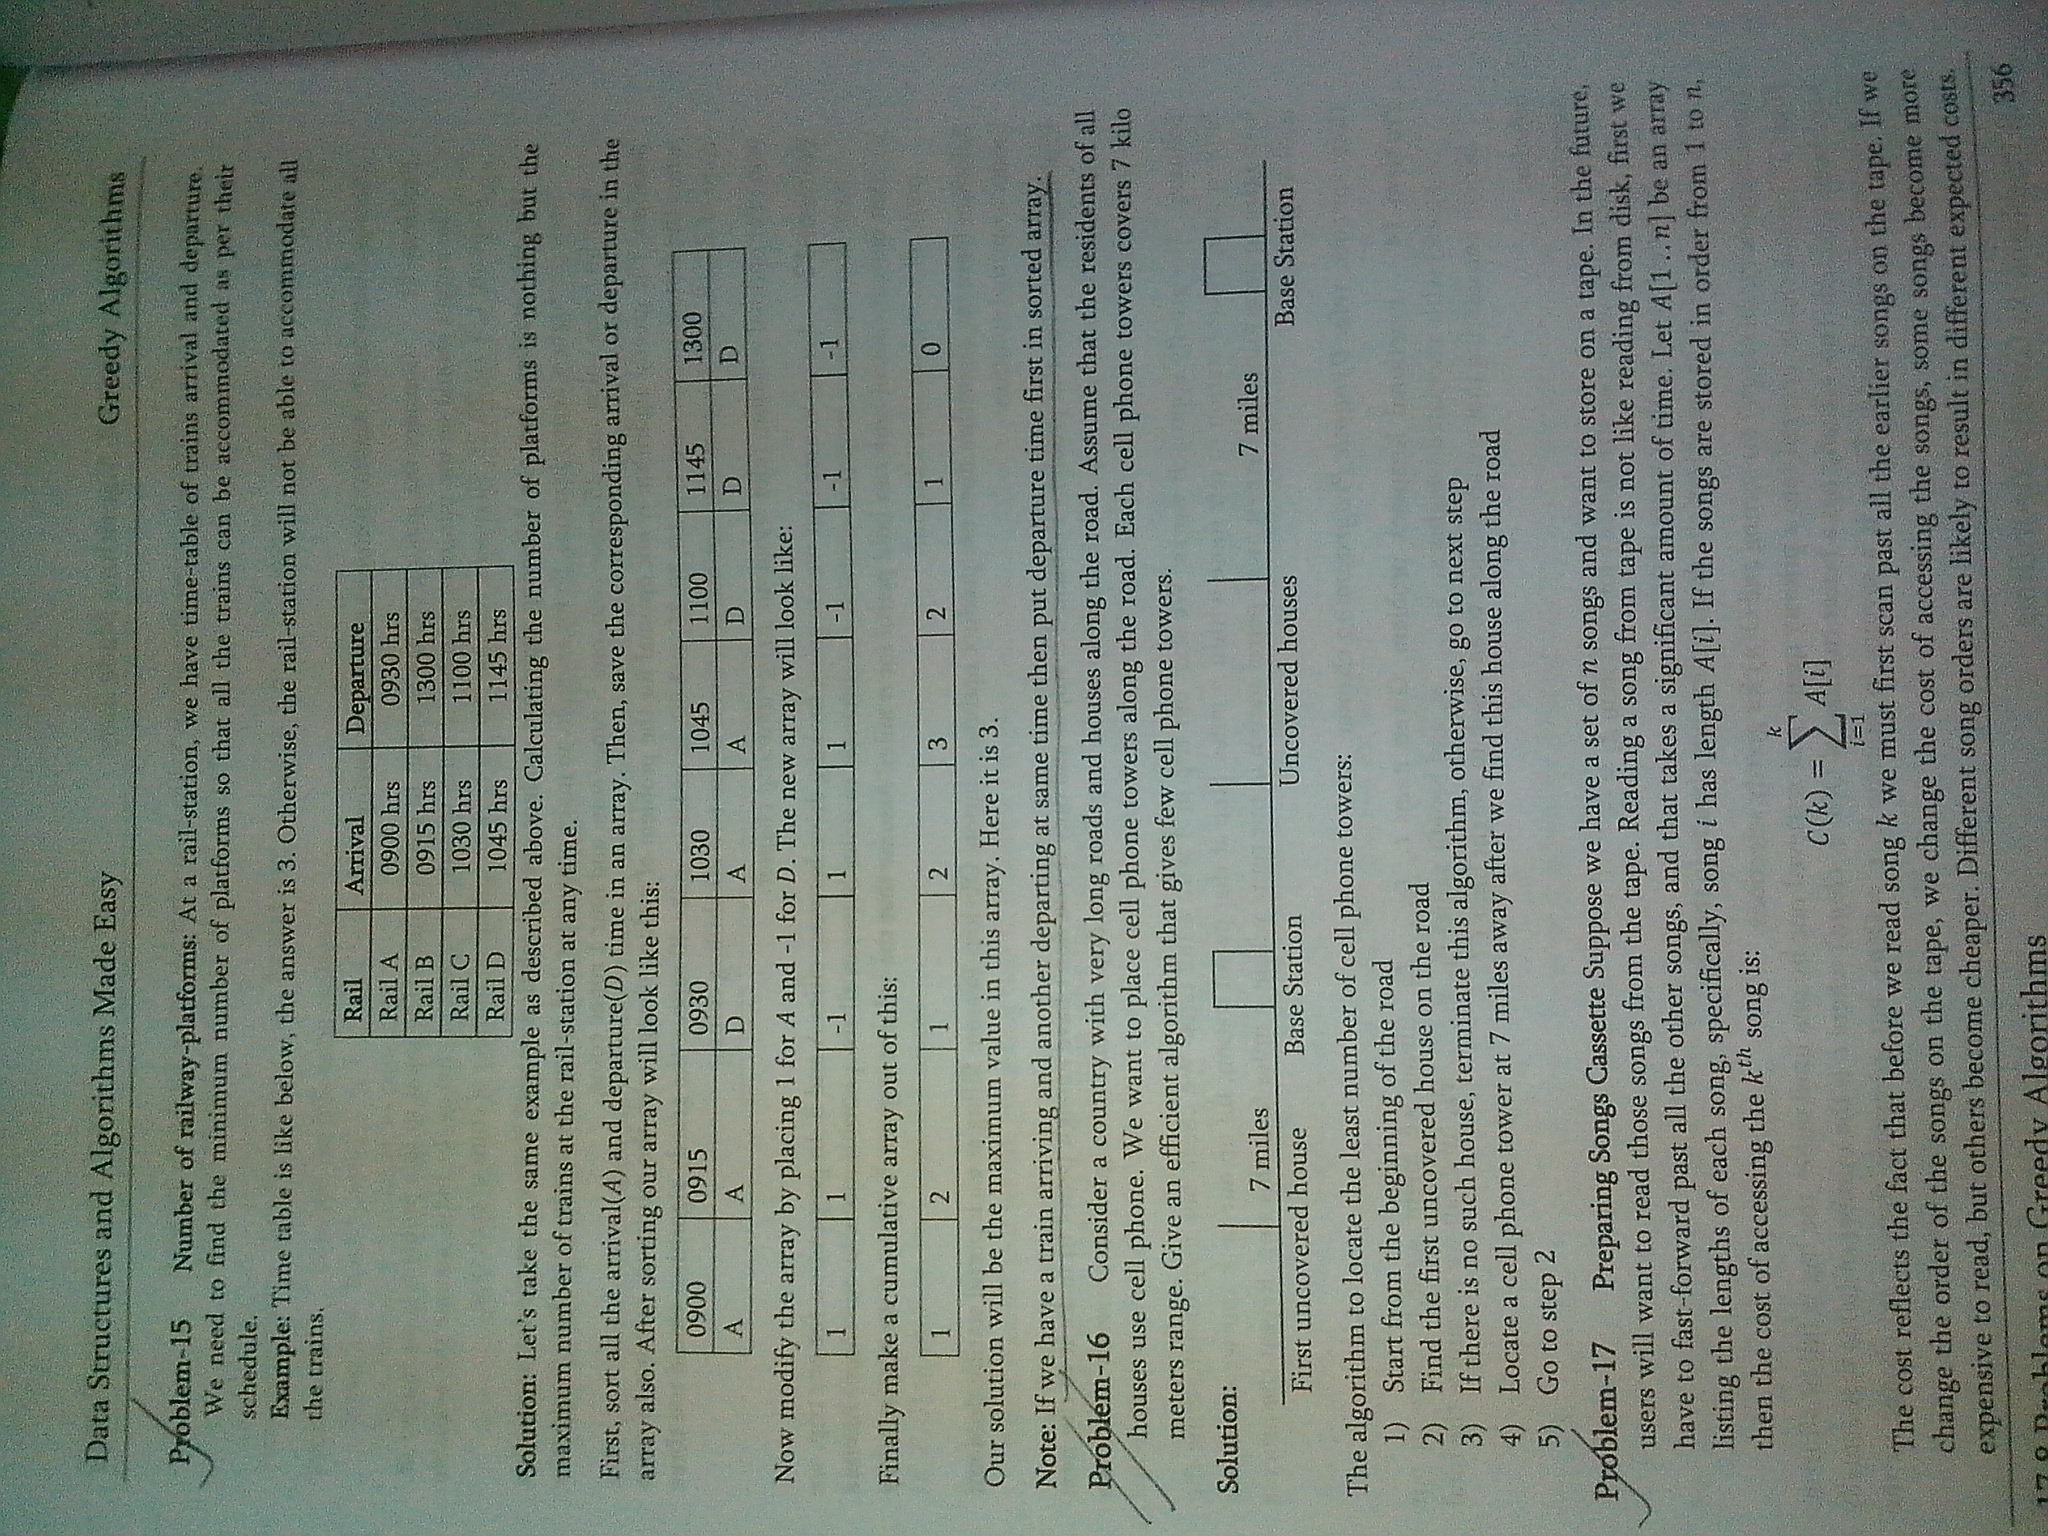 Data Structures and Algorithms Made Easy Greedy Algorithms
Problem-15 Number of railway-platforms: At a rail-station, we have time-table of trains arrival and departure.
We need to find the minimum number of platforms so that all the trains can be accommodated as per their
schedule.
Example: Time table is like below, the answer is 3. Otherwise, the rail-station will not be able to accommodate all
the trains.
Rail Arrival Departure
Rail A 0900 hrs 0930 hrs
Rail B 0915 hrs 1300 hrs
Rail C 1030 hrs 1100 hrs
Rail D 1045 hrs 1145 hrs
Solution: Let's take the same example as described above. Calculating the number of platforms is nothing but the
maximum number of trains at the rail-station at any time.
First, sort all the arrival(A) and departure(D) time in an array. Then, save the corresponding arrival or departure in the
array also. After sorting our array will look like this:
0900 0915 0930 1030 1045 1100 1145 1300
A A D A A D D D
Now modify the array by placing 1 for A and -1 for D. The new array will look like:
1 1 -1 1 1 -1 -1 -1
Finally make a cumulative array out of this:
1 2 1 2 3 2 1 0
Our solution will be the maximum value in this array. Here it is 3.
Note: If we have a train arriving and another departing at same time then put departure time first in sorted array.
Problem-16 Consider a country with very long roads and houses along the road. Assume that the residents of all
houses use cell phone. We want to place cell phone towers along the road. Each cell phone towers covers 7 kilo
meters range. Give an efficient algorithm that gives few cell phone towers.
Solution:
7 miles 7 miles
First uncovered house Base Station Uncovered houses Base Station
The algorithm to locate the least number of cell phone towers:
1) Start from the beginning of the road
2) Find the first uncovered house on the road
3) If there is no such house, terminate this algorithm, otherwise, go to next step
4) Locate a cell phone tower at 7 miles away after we find this house along the road
5) Go to step 2
Problem-17 Preparing Songs Cassette Suppose we have a set of n songs and want to store on a tape. In the future,
users will want to read those songs from the tape. Reading a song from tape is not like reading from disk, first we
have to fast-forward past all the other songs, and that takes a significant amount of time. Let A[1 .. n] be an array
listing the lengths of each song, specifically, song i has length A[i]. If the songs are stored in order from 1 to n,
then the cost of accessing the kth song is:
k
C(k) = ∑ A[i]
i=1
The cost reflects the fact that before we read song k we must first scan past all the earlier songs on the tape. If we
change the order of the songs on the tape, we change the cost of accessing the songs, some songs become more
expensive to read, but others become cheaper. Different song orders are likely to result in different expected costs.
356
17.8 Problems on Greedy Algorithms